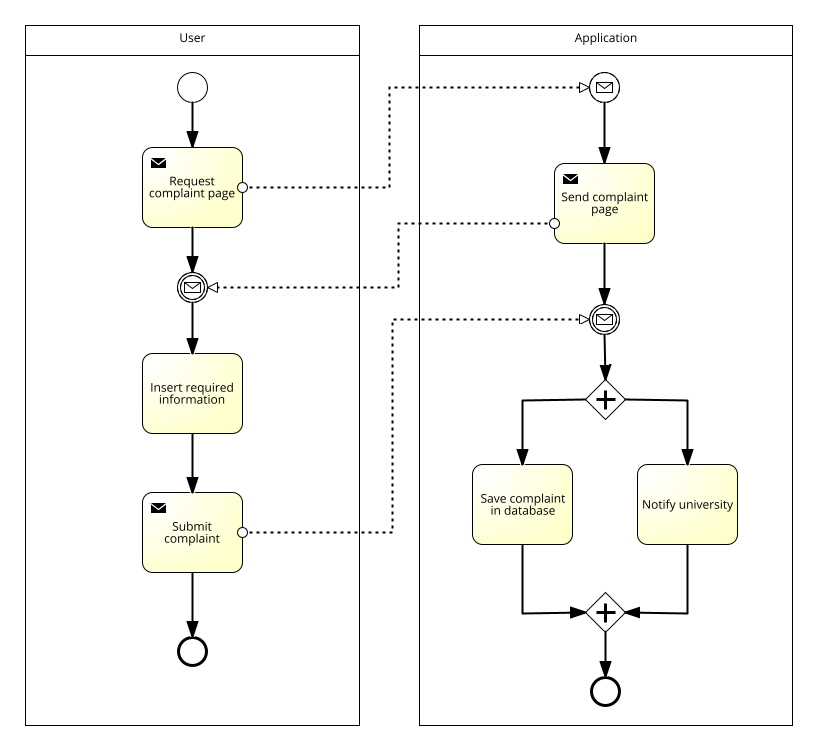 User
Application
Request
complaint page
Send complaint
page
Insert required
information
Save complaint
in database
Notify university
Submit
complaint